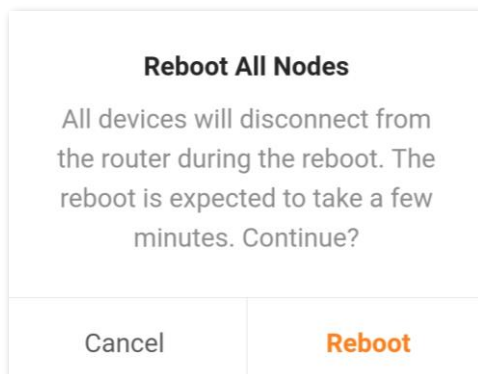 Reboot All Nodes
All devices will disconnect from
the router during the reboot. The
reboot is expected to take a few
minutes. Continue?
Cancel
Reboot